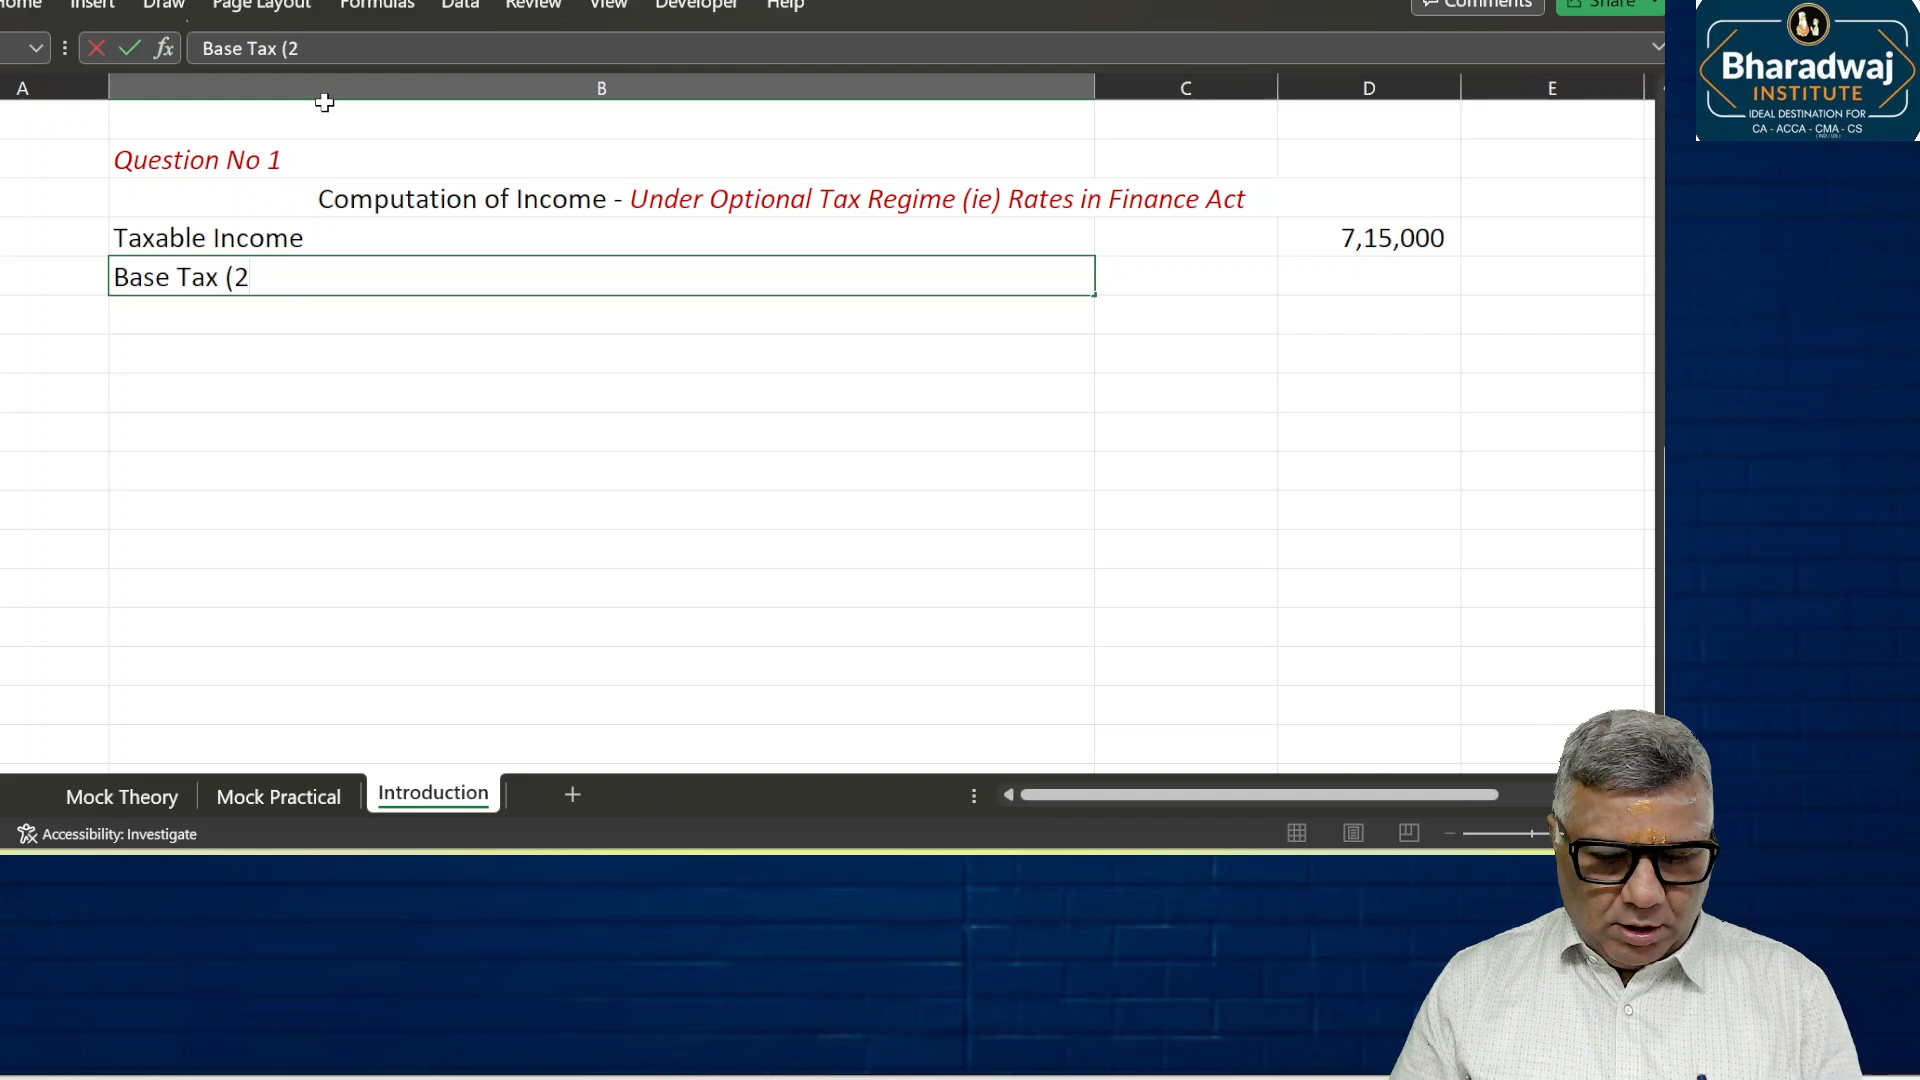 Home Insert Draw Page Layout Formulas Data Review View Developer Help Comments Share
fx Base Tax (2
A B C D E
Question No 1
Computation of Income - Under Optional Tax Regime (ie) Rates in Finance Act
Taxable Income 7,15,000
Base Tax (2
Mock Theory Mock Practical Introduction
Accessibility: Investigate
Bharadwaj
INSTITUTE
IDEAL DESTINATION FOR
CA - ACCA - CMA - CS